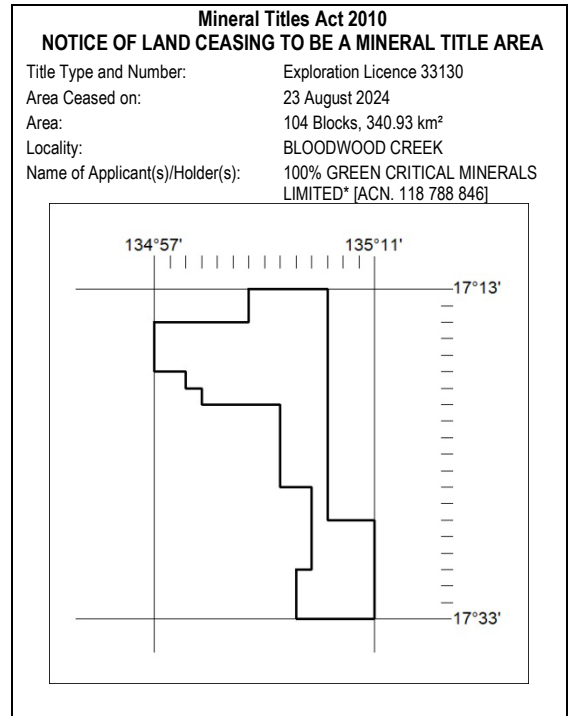 Mineral Titles Act 2010
NOTICE OF LAND CEASING TO BE A MINERAL TITLE AREA
Title Type and Number: Exploration Licence 33130
Area Ceased on: 23 August 2024
Area: 104 Blocks, 340.93 km²
Locality: BLOODWOOD CREEK
Name of Applicant(s)/Holder(s): 100% GREEN CRITICAL MINERALS
LIMITED* [ACN. 118 788 846]
134°57' 135°11'
17°13'
17°33'